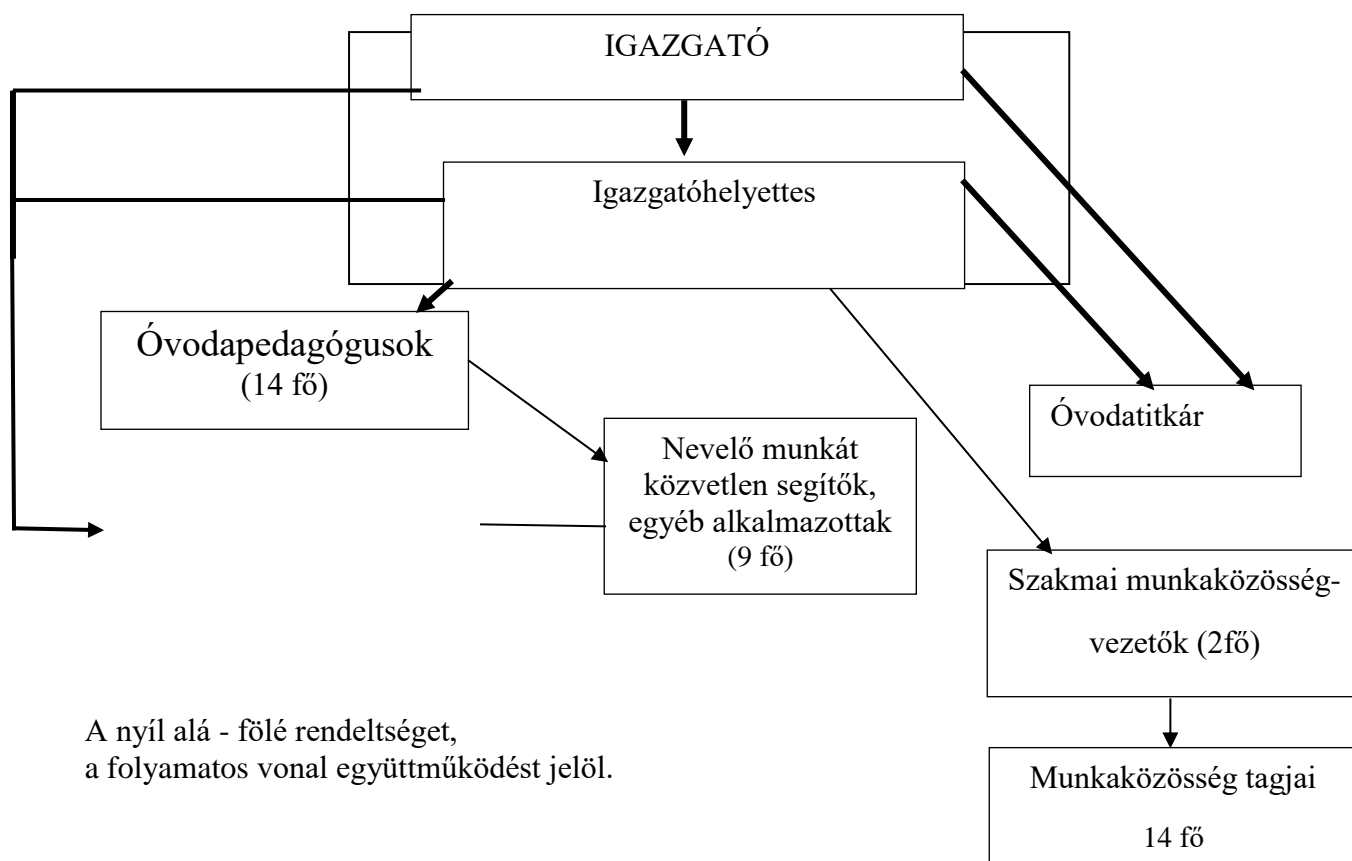 IGAZGATÓ
Igazgatóhelyettes
Óvodapedagógusok
(14 fő)
Óvodatitkár
Nevelő munkát
közvetlen segítők,
egyéb alkalmazottak
(9 fő)
Szakmai munkaközösség-
vezetők (2fő)
A nyíl alá - fölé rendeltséget,
a folyamatos vonal együttműködést jelöl.
Munkaközösség tagjai
14 fő